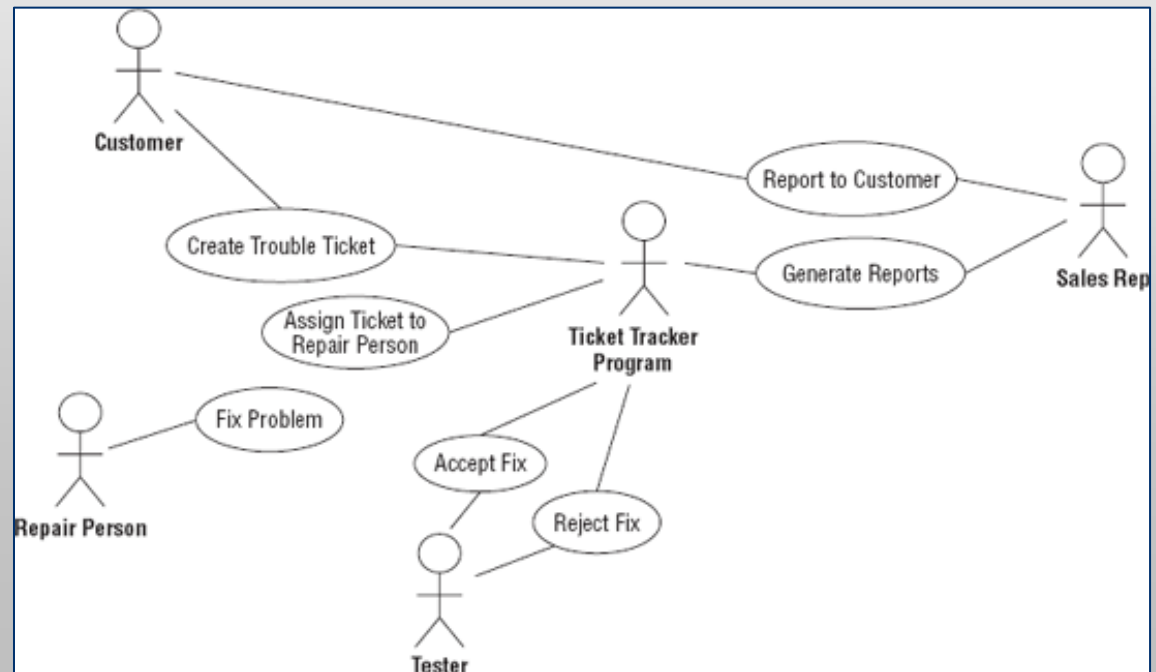 Customer
Report to Customer
Create Trouble Ticket
Generate Reports
Sales Rep
Assign Ticket to
Repair Person
Ticket Tracker
Program
Fix Problem
Accept Fix
Reject Fix
Repair Person
Tester